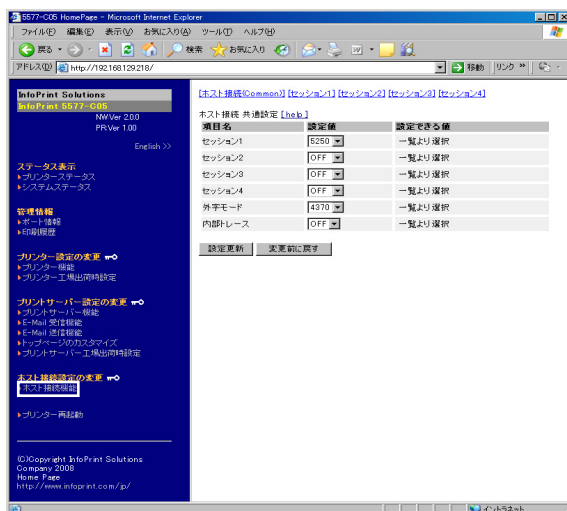 5577-C05 HomePage - Microsoft Internet Explorer
ファイル(F) 編集(E) 表示(V) お気に入り(A) ツール(T) ヘルプ(H)
戻る 検索 お気に入り
アドレス(D) http://192.168.129.218/ 移動 リンク »
InfoPrint Solutions
InfoPrint 5577-C05
NW.Ver 2.0.0
PR.Ver 1.00
English >>
ステータス表示
プリンターステータス
システムステータス
管理情報
ポート情報
印刷履歴
プリンター設定の変更
プリンター機能
プリンター工場出荷時設定
プリントサーバー設定の変更
プリントサーバー機能
E-Mail 受信機能
E-Mail 送信機能
トップページのカスタマイズ
プリントサーバー工場出荷時設定
ホスト接続設定の変更
ホスト接続機能
プリンター再起動
(C)Copyright InfoPrint Solutions
Company 2008
Home Page
http://www.infoprint.com/jp/
[ホスト接続(Common)] [セッション1] [セッション2] [セッション3] [セッション4]
ホスト接続 共通設定 [help]
項目名 設定値 設定できる値
セッション1 5250 一覧より選択
セッション2 OFF 一覧より選択
セッション3 OFF 一覧より選択
セッション4 OFF 一覧より選択
外字モード 4370 一覧より選択
内部トレース OFF 一覧より選択
設定更新 変更前に戻す
イントラネット